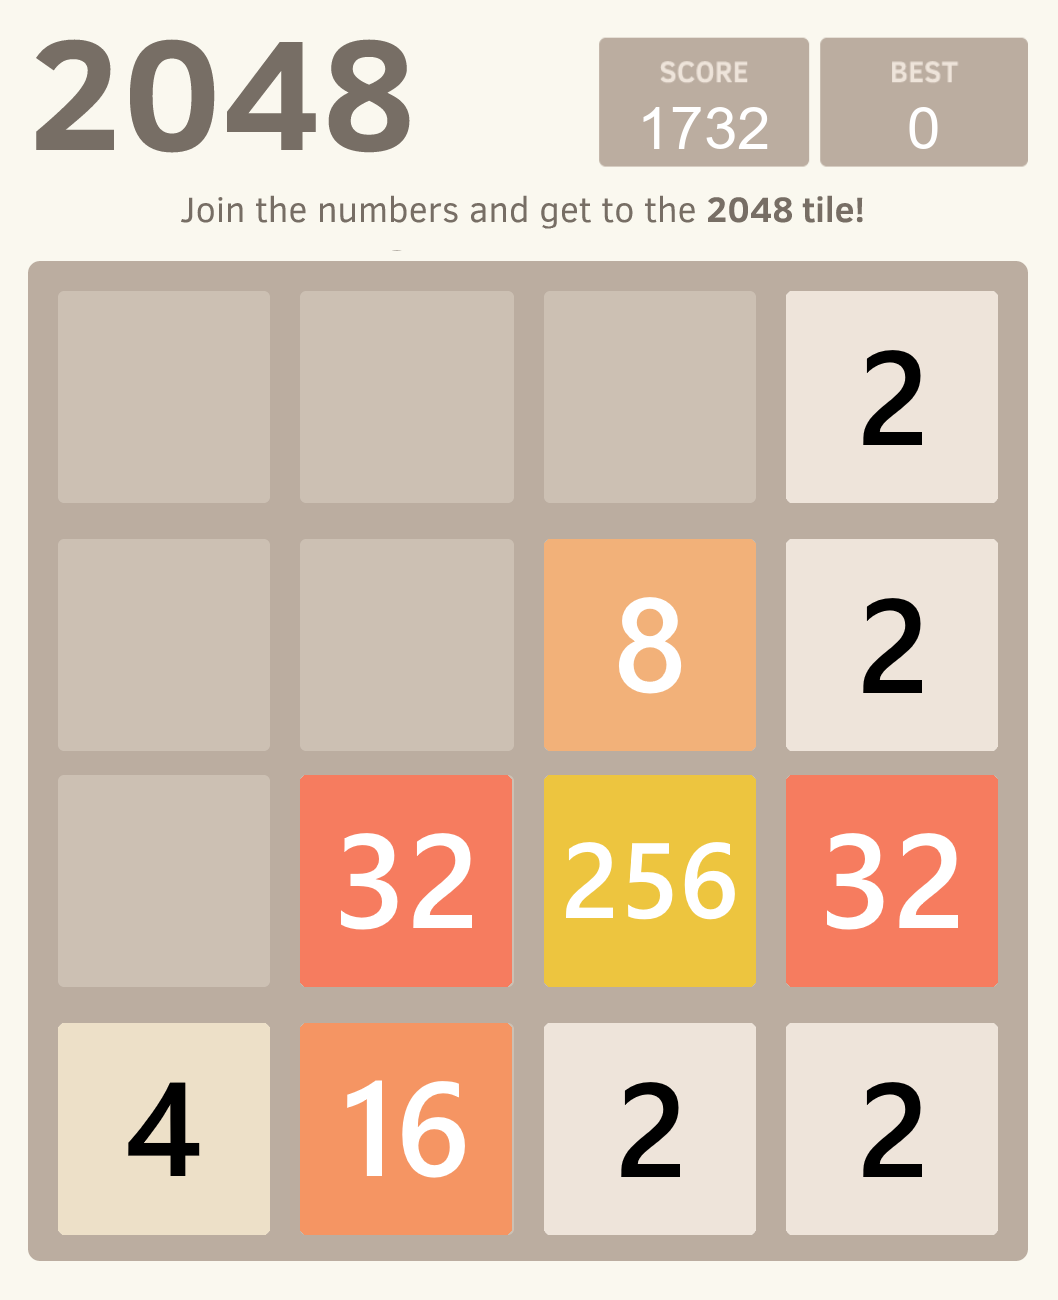 2048
SCORE BEST
1732 0
Join the numbers and get to the 2048 tile!
2
8 2
32 256 32
4 16 2 2